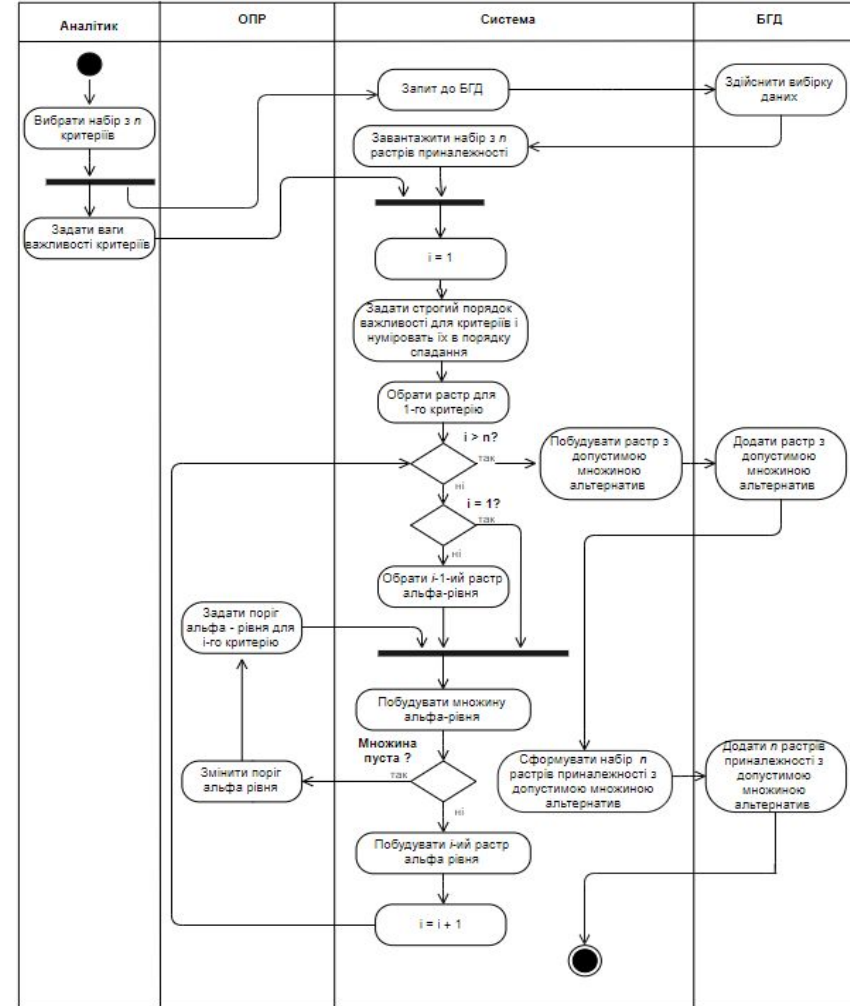 Аналітик
ОПР
Система
БГД
Запит до БГД
Здійснити вибірку
даних
Вибрати набір з n
критеріїв
Завантажити набір з n
растрів приналежності
Задати ваги
важливості критеріїв
i = 1
Задати строгий порядок
важливості для критеріїв і
нуміровать їх в порядку
спадання
Обрати растр для
1-го критерію
i > n?
так
ні
Побудувати растр з
допустимою
множиною
альтернатив
Додати растр з
допустимою
множиною
альтернатив
i = 1?
так
ні
Обрати i-1-ий растр
альфа-рівня
Задати поріг
альфа - рівня для
і-го критерію
Побудувати множину
альфа-рівня
Множина
пуста ?
так
ні
Змінити поріг
альфа рівня
Сформувати набір n
растрів приналежності з
допустимою множиною
альтернатив
Додати n растрів
приналежності з
допустимою
множиною
альтернатив
Побудувати i-ий растр
альфа рівня
i = i + 1